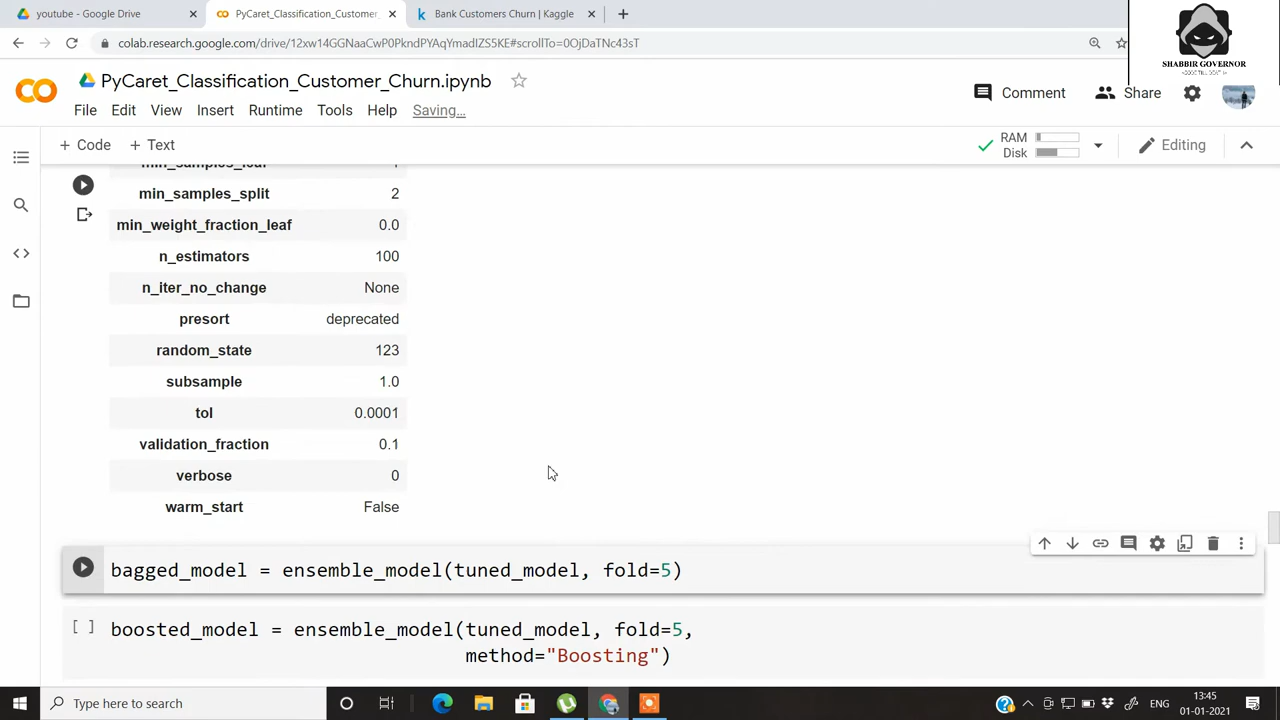 youtube - Google Drive
PyCaret_Classification_Customer_
Bank Customers Churn | Kaggle
colab.research.google.com/drive/12xw14GGNaaCwP0PkndPYAqYmadlZS5KE#scrollTo=0OjDaTNc43sT
SHABBIR GOVERNOR
PyCaret_Classification_Customer_Churn.ipynb
File Edit View Insert Runtime Tools Help Saving...
Comment Share
+ Code + Text
RAM
Disk
Editing
min_samples_leaf 1
min_samples_split 2
min_weight_fraction_leaf 0.0
n_estimators 100
n_iter_no_change None
presort deprecated
random_state 123
subsample 1.0
tol 0.0001
validation_fraction 0.1
verbose 0
warm_start False
bagged_model = ensemble_model(tuned_model, fold=5)
[ ] boosted_model = ensemble_model(tuned_model, fold=5,
method="Boosting")
Type here to search
ENG
13:45
01-01-2021